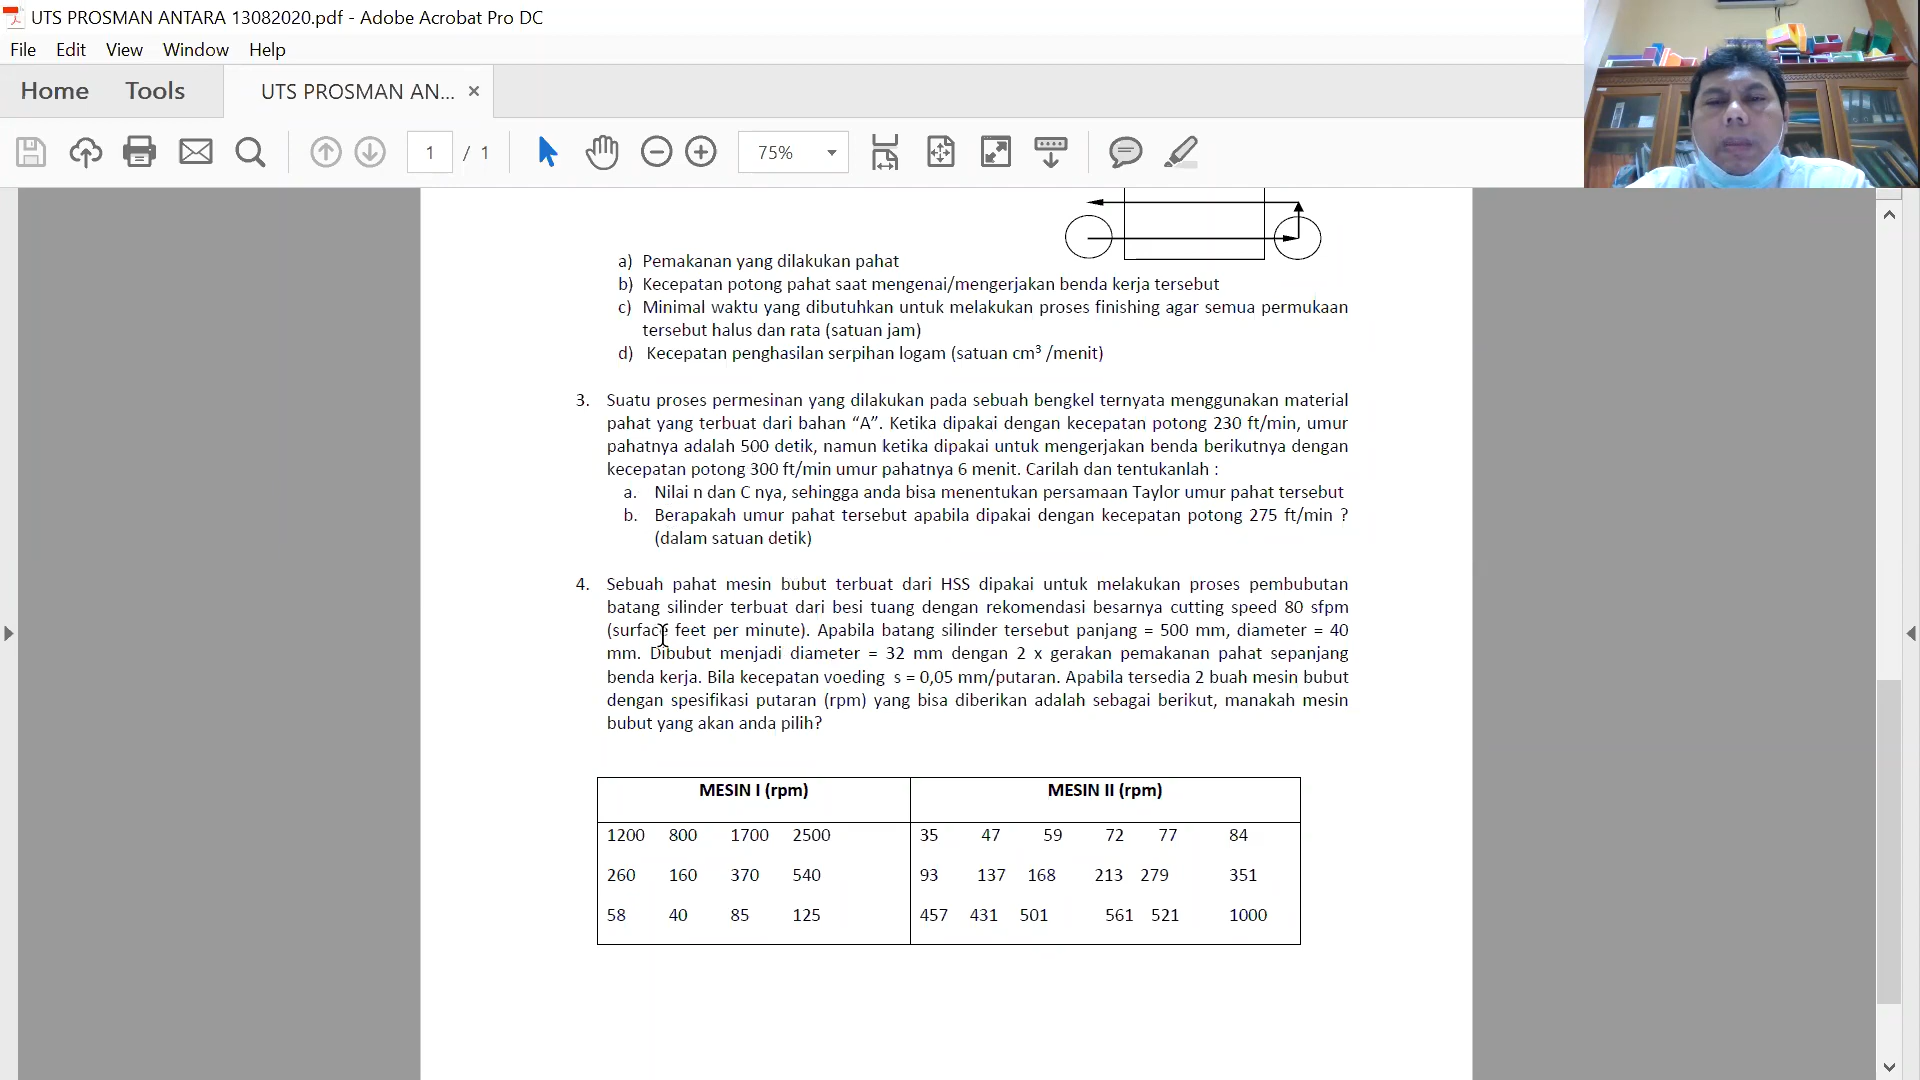 UTS PROSMAN ANTARA 13082020.pdf - Adobe Acrobat Pro DC
File Edit View Window Help
Home Tools UTS PROSMAN AN... ×
1 / 1 75%
a) Pemakanan yang dilakukan pahat
b) Kecepatan potong pahat saat mengenai/mengerjakan benda kerja tersebut
c) Minimal waktu yang dibutuhkan untuk melakukan proses finishing agar semua permukaan
tersebut halus dan rata (satuan jam)
d) Kecepatan penghasilan serpihan logam (satuan cm³ /menit)
3. Suatu proses permesinan yang dilakukan pada sebuah bengkel ternyata menggunakan material
pahat yang terbuat dari bahan “A”. Ketika dipakai dengan kecepatan potong 230 ft/min, umur
pahatnya adalah 500 detik, namun ketika dipakai untuk mengerjakan benda berikutnya dengan
kecepatan potong 300 ft/min umur pahatnya 6 menit. Carilah dan tentukanlah :
a. Nilai n dan C nya, sehingga anda bisa menentukan persamaan Taylor umur pahat tersebut
b. Berapakah umur pahat tersebut apabila dipakai dengan kecepatan potong 275 ft/min ?
(dalam satuan detik)
4. Sebuah pahat mesin bubut terbuat dari HSS dipakai untuk melakukan proses pembubutan
batang silinder terbuat dari besi tuang dengan rekomendasi besarnya cutting speed 80 sfpm
(surface feet per minute). Apabila batang silinder tersebut panjang = 500 mm, diameter = 40
mm. Dibubut menjadi diameter = 32 mm dengan 2 x gerakan pemakanan pahat sepanjang
benda kerja. Bila kecepatan voeding s = 0,05 mm/putaran. Apabila tersedia 2 buah mesin bubut
dengan spesifikasi putaran (rpm) yang bisa diberikan adalah sebagai berikut, manakah mesin
bubut yang akan anda pilih?
MESIN I (rpm) MESIN II (rpm)
1200 800 1700 2500 35 47 59 72 77 84
260 160 370 540 93 137 168 213 279 351
58 40 85 125 457 431 501 561 521 1000